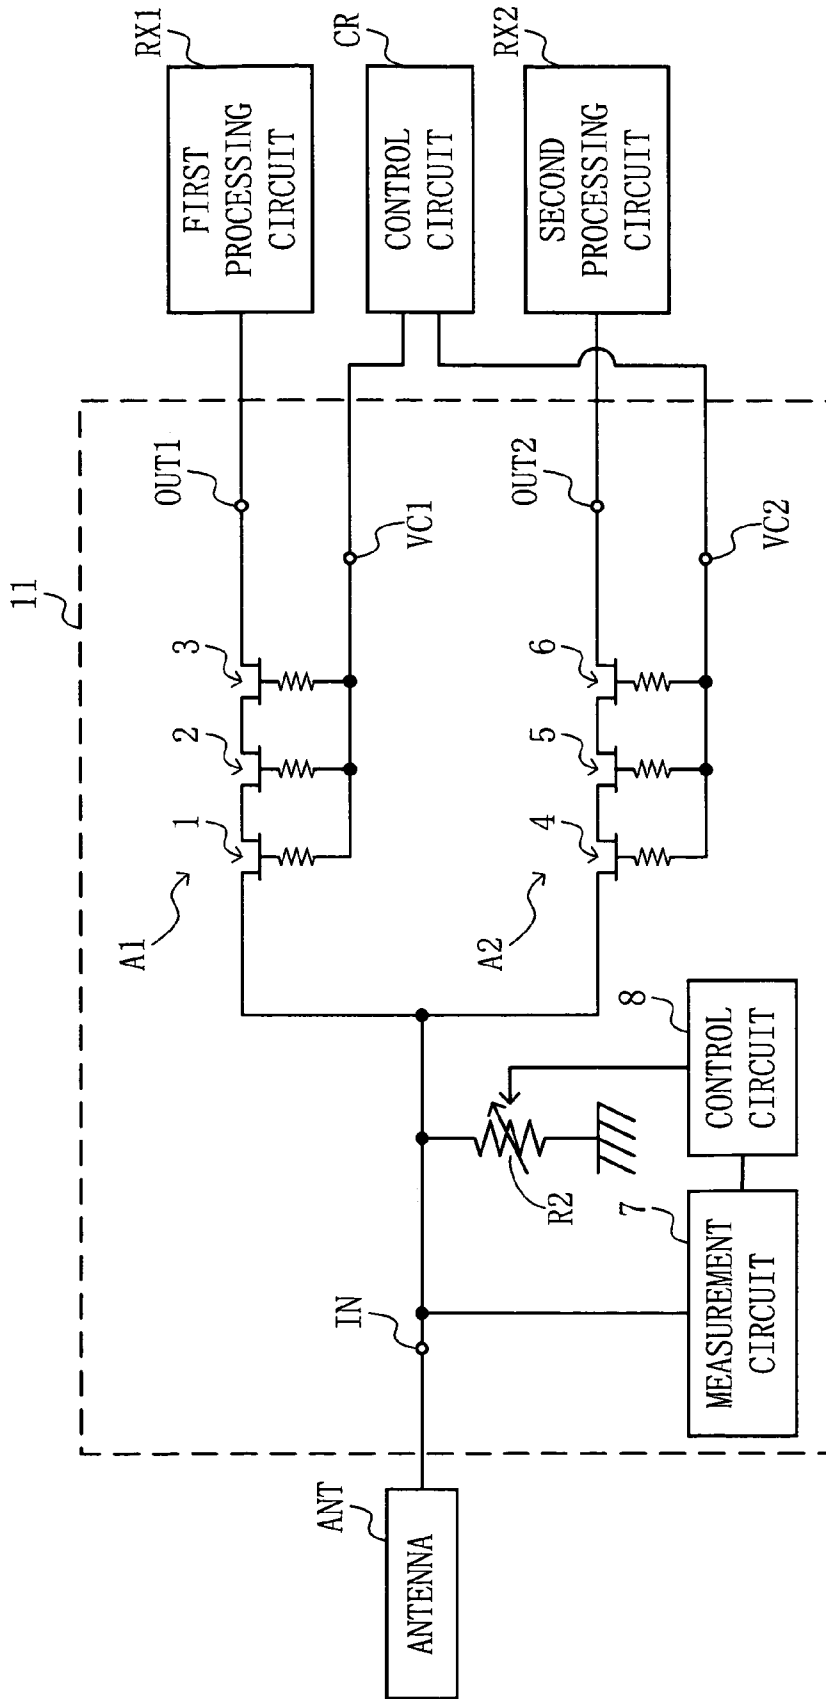 11
RX1
FIRST
PROCESSING
CIRCUIT
OUT1
CR
CONTROL
CIRCUIT
VC1
A1
1
2
3
RX2
SECOND
PROCESSING
CIRCUIT
OUT2
VC2
A2
4
5
6
ANT
ANTENNA
IN
R2
7
MEASUREMENT
CIRCUIT
8
CONTROL
CIRCUIT